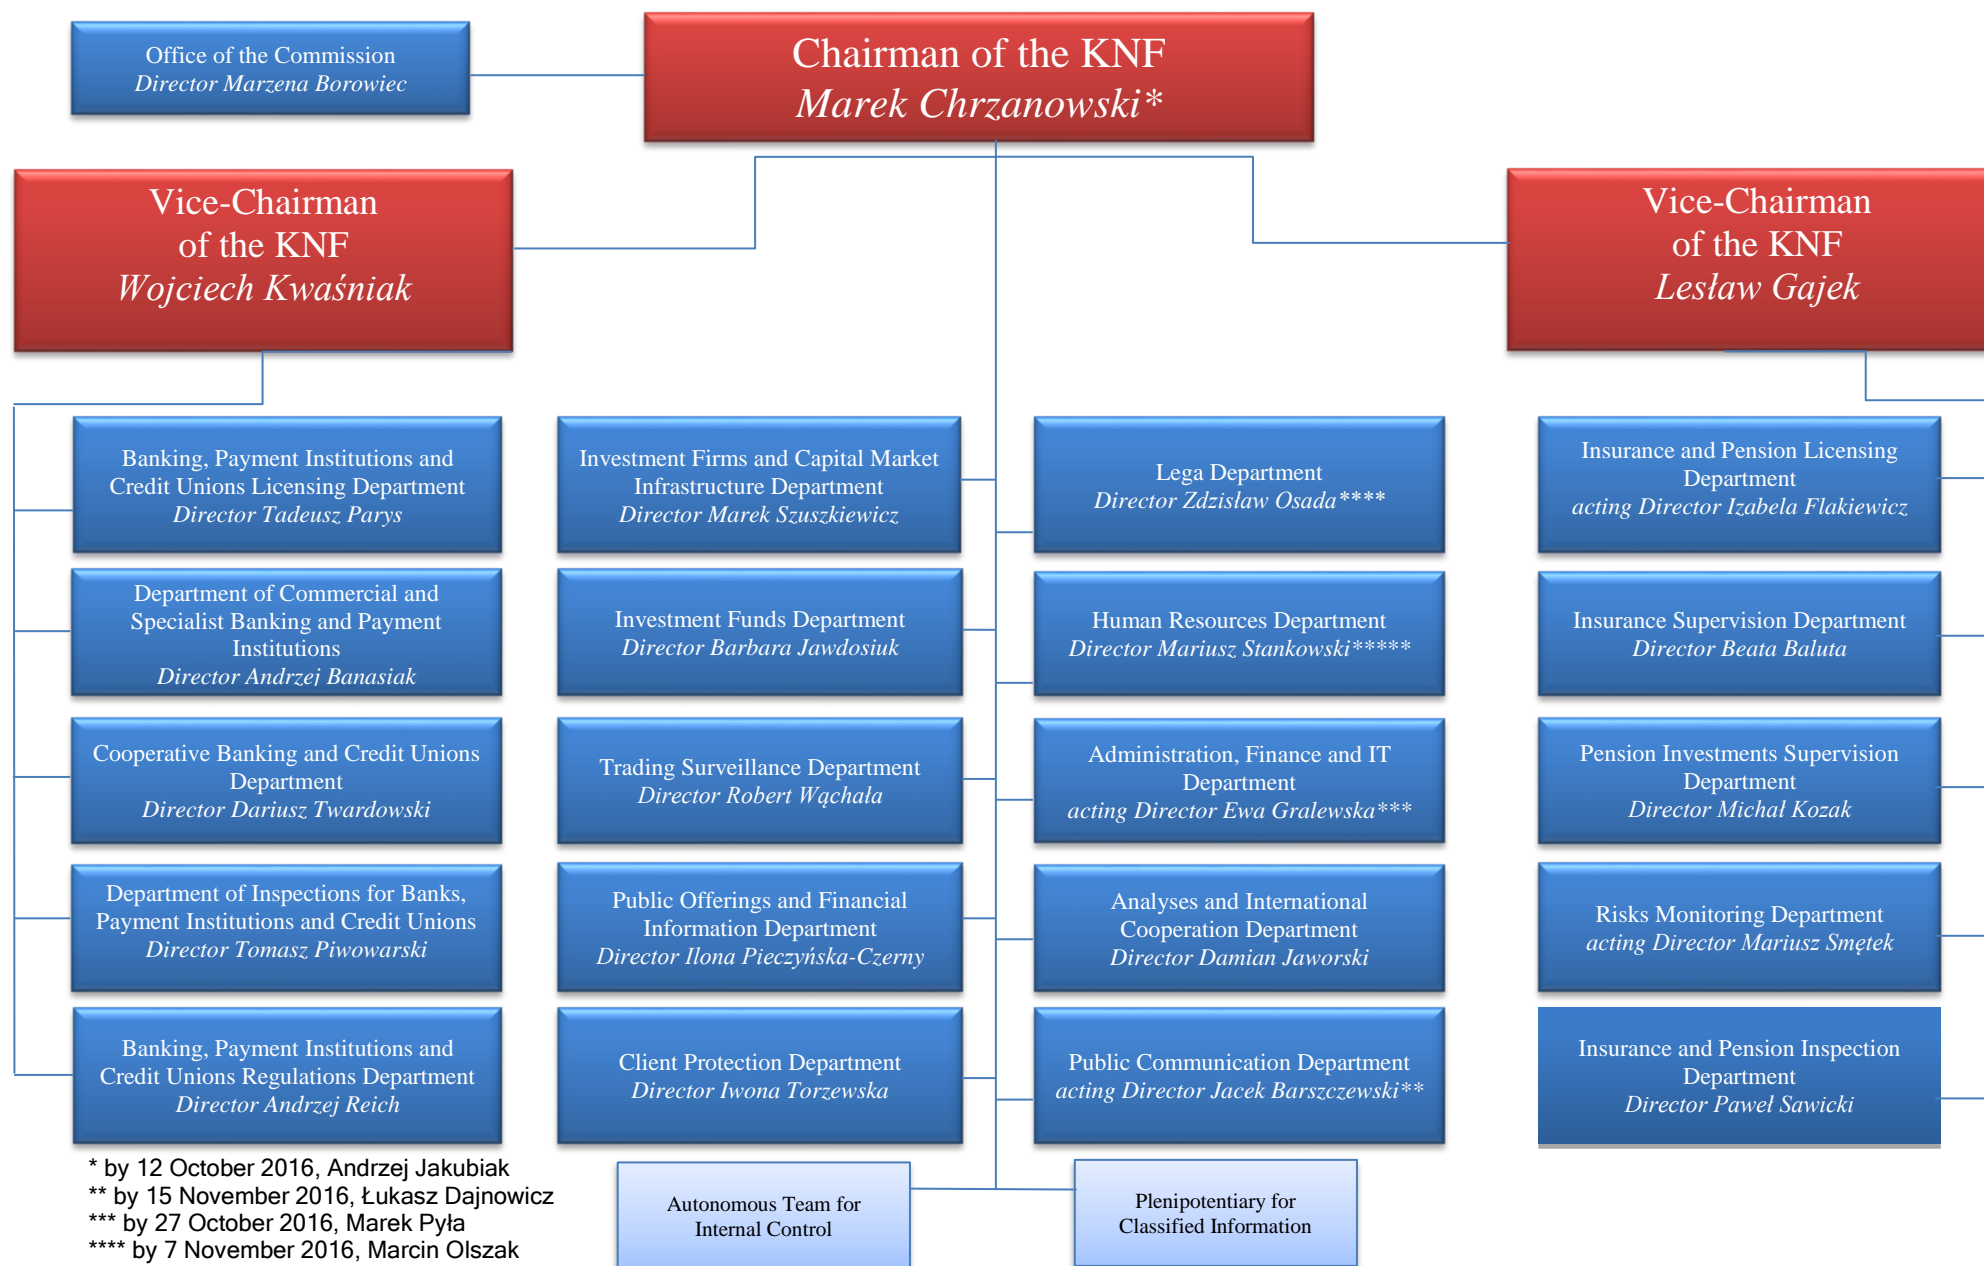 Office of the Commission
Director Marzena Borowiec
Chairman of the KNF
Marek Chrzanowski*
Vice-Chairman
of the KNF
Wojciech Kwaśniak
Vice-Chairman
of the KNF
Lesław Gajek
Banking, Payment Institutions and
Credit Unions Licensing Department
Director Tadeusz Parys
Department of Commercial and
Specialist Banking and Payment
Institutions
Director Andrzej Banasiak
Cooperative Banking and Credit Unions
Department
Director Dariusz Twardowski
Department of Inspections for Banks,
Payment Institutions and Credit Unions
Director Tomasz Piwowarski
Banking, Payment Institutions and
Credit Unions Regulations Department
Director Andrzej Reich
Investment Firms and Capital Market
Infrastructure Department
Director Marek Szuszkiewicz
Investment Funds Department
Director Barbara Jawdosiuk
Trading Surveillance Department
Director Robert Wąchała
Public Offerings and Financial
Information Department
Director Ilona Pieczyńska-Czerny
Client Protection Department
Director Iwona Torzewska
Lega Department
Director Zdzisław Osada****
Human Resources Department
Director Mariusz Stankowski*****
Administration, Finance and IT
Department
acting Director Ewa Gralewska***
Analyses and International
Cooperation Department
Director Damian Jaworski
Public Communication Department
acting Director Jacek Barszczewski**
Insurance and Pension Licensing
Department
acting Director Izabela Flakiewicz
Insurance Supervision Department
Director Beata Baluta
Pension Investments Supervision
Department
Director Michał Kozak
Risks Monitoring Department
acting Director Mariusz Smętek
Insurance and Pension Inspection
Department
Director Paweł Sawicki
Autonomous Team for
Internal Control
Plenipotentiary for
Classified Information
* by 12 October 2016, Andrzej Jakubiak
** by 15 November 2016, Łukasz Dajnowicz
*** by 27 October 2016, Marek Pyła
**** by 7 November 2016, Marcin Olszak